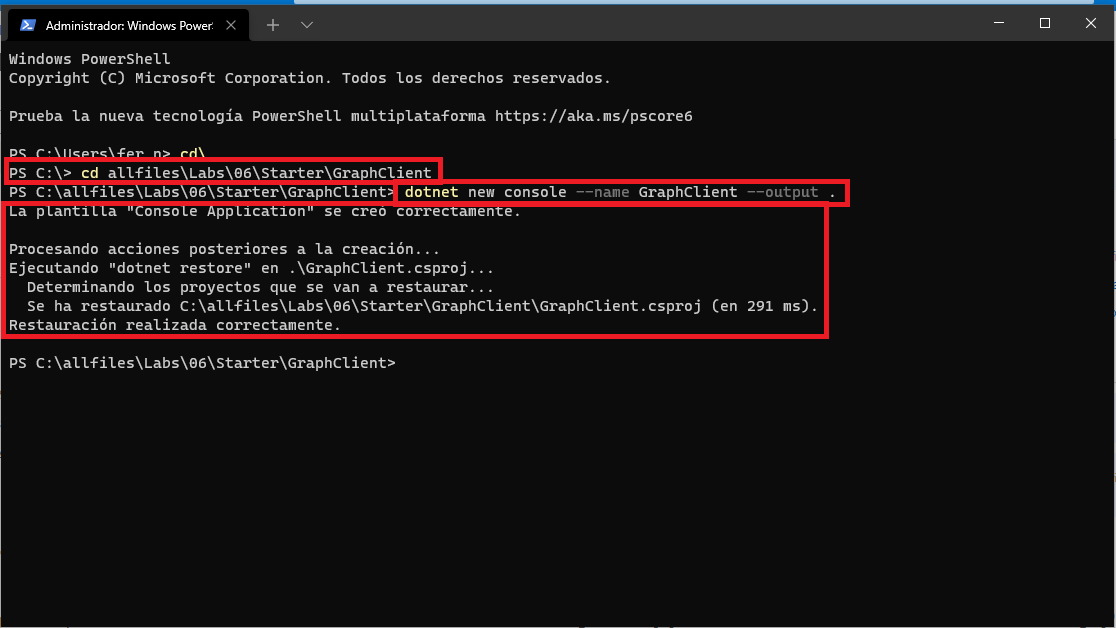 Administrador: Windows Power
Windows PowerShell
Copyright (C) Microsoft Corporation. Todos los derechos reservados.
Prueba la nueva tecnología PowerShell multiplataforma https://aka.ms/pscore6
PS C:\Users\fer_n> cd\
PS C:\> cd allfiles\Labs\06\Starter\GraphClient
PS C:\allfiles\Labs\06\Starter\GraphClient> dotnet new console --name GraphClient --output .
La plantilla "Console Application" se creó correctamente.
Procesando acciones posteriores a la creación...
Ejecutando "dotnet restore" en .\GraphClient.csproj...
  Determinando los proyectos que se van a restaurar...
  Se ha restaurado C:\allfiles\Labs\06\Starter\GraphClient\GraphClient.csproj (en 291 ms).
Restauración realizada correctamente.
PS C:\allfiles\Labs\06\Starter\GraphClient>